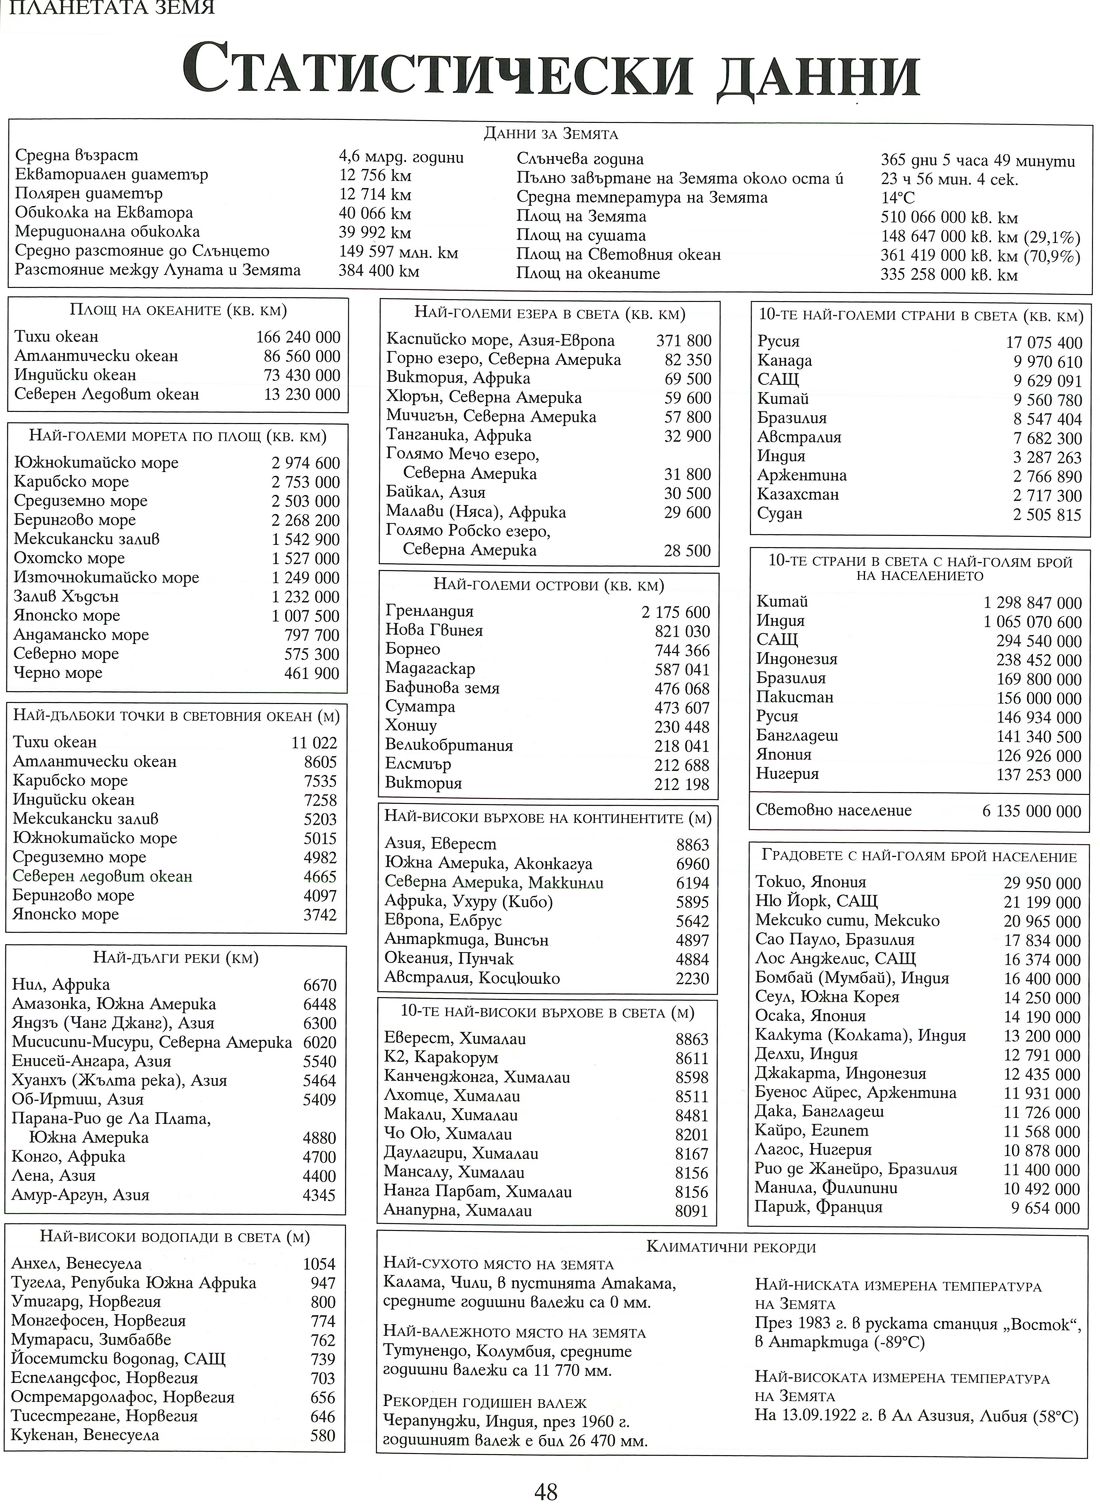 ПЛАНЕТАТА ЗЕМЯ
СТАТИСТИЧЕСКИ ДАННИ
ДАННИ ЗА ЗЕМЯТА
Средна възраст 4,6 млрд. години
Екваториален диаметър 12 756 km
Полярен диаметър 12 714 km
Обиколка на Екватора 40 066 km
Меридионална обиколка 39 992 km
Средно разстояние до Слънцето 149 597 млн. km
Разстояние между Луната и Земята 384 400 km
Слънчева година 365 дни 5 часа 49 минути
Пълно завъртане на Земята около оста ѝ 23 ч 56 мин. 4 сек.
Средна температура на Земята 14°C
Площ на Земята 510 066 000 кв. km
Площ на сушата 148 647 000 кв. km (29,1%)
Площ на Световния океан 361 419 000 кв. km (70,9%)
Площ на океаните 335 258 000 кв. km
ПЛОЩ НА ОКЕАНИТЕ (КВ. КМ)
Тихи океан 166 240 000
Атлантически океан 86 560 000
Индийски океан 73 430 000
Северен Ледовит океан 13 230 000
НАЙ-ГОЛЕМИ МОРЕТА ПО ПЛОЩ (КВ. КМ)
Южнокитайско море 2 974 600
Карибско море 2 753 000
Средиземно море 2 503 000
Берингово море 2 268 200
Мексикански залив 1 542 900
Охотско море 1 527 000
Източнокитайско море 1 249 000
Залив Хъдсън 1 232 000
Японско море 1 007 500
Андаманско море 797 700
Северно море 575 300
Черно море 461 900
НАЙ-ДЪЛБОКИ ТОЧКИ В СВЕТОВНИЯ ОКЕАН (М)
Тихи океан 11 022
Атлантически океан 8605
Карибско море 7535
Индийски океан 7258
Мексикански залив 5203
Южнокитайско море 5015
Средиземно море 4982
Северен ледовит океан 4665
Берингово море 4097
Японско море 3742
НАЙ-ДЪЛГИ РЕКИ (КМ)
Нил, Африка 6670
Амазонка, Южна Америка 6448
Яндзъ (Чанг Джанг), Азия 6300
Мисисипи-Мисури, Северна Америка 6020
Енисей-Ангара, Азия 5540
Хуанхъ (Жълта река), Азия 5464
Об-Иртиш, Азия 5409
Парана-Рио де Ла Плата,
Южна Америка 4880
Конго, Африка 4700
Лена, Азия 4400
Амур-Аргун, Азия 4345
НАЙ-ВИСОКИ ВОДОПАДИ В СВЕТА (М)
Анхел, Венесуела 1054
Тугела, Репубика Южна Африка 947
Утигард, Норвегия 800
Монгефосен, Норвегия 774
Мутараси, Зимбабве 762
Йосемитски водопад, САЩ 739
Еспеландсфос, Норвегия 703
Остремардолафос, Норвегия 656
Тисестрегане, Норвегия 646
Кукенан, Венесуела 580
НАЙ-ГОЛЕМИ ЕЗЕРА В СВЕТА (КВ. КМ)
Каспийско море, Азия-Европа 371 800
Горно езеро, Северна Америка 82 350
Виктория, Африка 69 500
Хюрън, Северна Америка 59 600
Мичигън, Северна Америка 57 800
Танганика, Африка 32 900
Голямо Мечо езеро,
Северна Америка 31 800
Байкал, Азия 30 500
Малави (Няса), Африка 29 600
Голямо Робско езеро,
Северна Америка 28 500
НАЙ-ГОЛЕМИ ОСТРОВИ (КВ. КМ)
Гренландия 2 175 600
Нова Гвинея 821 030
Борнео 744 366
Мадагаскар 587 041
Бафинова земя 476 068
Суматра 473 607
Хоншу 230 448
Великобритания 218 041
Елсмиър 212 688
Виктория 212 198
НАЙ-ВИСОКИ ВЪРХОВЕ НА КОНТИНЕНТИТЕ (М)
Азия, Еверест 8863
Южна Америка, Аконкагуа 6960
Северна Америка, Маккинли 6194
Африка, Ухуру (Кибо) 5895
Европа, Елбрус 5642
Антарктида, Винсън 4897
Океания, Пунчак 4884
Австралия, Косцюшко 2230
10-ТЕ НАЙ-ВИСОКИ ВЪРХОВЕ В СВЕТА (М)
Еверест, Хималаи 8863
К2, Каракорум 8611
Канченджонга, Хималаи 8598
Лхотце, Хималаи 8511
Макали, Хималаи 8481
Чо Ою, Хималаи 8201
Даулагири, Хималаи 8167
Мансалу, Хималаи 8156
Нанга Парбат, Хималаи 8156
Анапурна, Хималаи 8091
10-ТЕ НАЙ-ГОЛЕМИ СТРАНИ В СВЕТА (КВ. КМ)
Русия 17 075 400
Канада 9 970 610
САЩ 9 629 091
Китай 9 560 780
Бразилия 8 547 404
Австралия 7 682 300
Индия 3 287 263
Аржентина 2 766 890
Казахстан 2 717 300
Судан 2 505 815
10-ТЕ СТРАНИ В СВЕТА С НАЙ-ГОЛЯМ БРОЙ
НА НАСЕЛЕНИЕТО
Китай 1 298 847 000
Индия 1 065 070 600
САЩ 294 540 000
Индонезия 238 452 000
Бразилия 169 800 000
Пакистан 156 000 000
Русия 146 934 000
Бангладеш 141 340 500
Япония 126 926 000
Нигерия 137 253 000
Световно население 6 135 000 000
ГРАДОВЕТЕ С НАЙ-ГОЛЯМ БРОЙ НАСЕЛЕНИЕ
Токио, Япония 29 950 000
Ню Йорк, САЩ 21 199 000
Мексико сити, Мексико 20 965 000
Сао Пауло, Бразилия 17 834 000
Лос Анджелис, САЩ 16 374 000
Бомбай (Мумбай), Индия 16 400 000
Сеул, Южна Корея 14 250 000
Осака, Япония 14 190 000
Калкута (Колката), Индия 13 200 000
Делхи, Индия 12 791 000
Джакарта, Индонезия 12 435 000
Буенос Айрес, Аржентина 11 931 000
Дака, Бангладеш 11 726 000
Кайро, Египет 11 568 000
Лагос, Нигерия 10 878 000
Рио де Жанейро, Бразилия 11 400 000
Манила, Филипини 10 492 000
Париж, Франция 9 654 000
КЛИМАТИЧНИ РЕКОРДИ
НАЙ-СУХОТО МЯСТО НА ЗЕМЯТА
Калама, Чили, в пустинята Атакама,
средните годишни валежи са 0 мм.
НАЙ-ВАЛЕЖНОТО МЯСТО НА ЗЕМЯТА
Тутунендо, Колумбия, средните
годишни валежи са 11 770 мм.
РЕКОРДЕН ГОДИШЕН ВАЛЕЖ
Черапунджи, Индия, през 1960 г.
годишният валеж е бил 26 470 мм.
НАЙ-НИСКАТА ИЗМЕРЕНА ТЕМПЕРАТУРА
НА ЗЕМЯТА
През 1983 г. в руската станция „Восток“,
в Антарктида (-89°C)
НАЙ-ВИСОКАТА ИЗМЕРЕНА ТЕМПЕРАТУРА
НА ЗЕМЯТА
На 13.09.1922 г. в Ал Азизия, Либия (58°C)
48